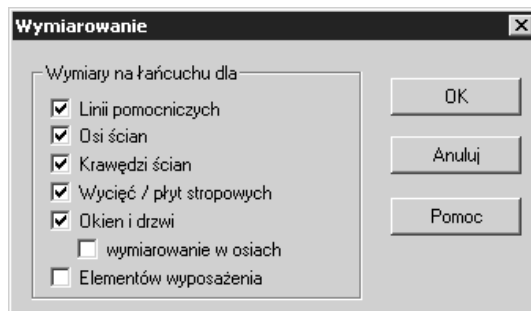 Wymiarowanie
Wymiary na łańcuchu dla
Linii pomocniczych
Osi ścian
Krawędzi ścian
Wycięć / płyt stropowych
Okien i drzwi
wymiarowanie w osiach
Elementów wyposażenia
OK
Anuluj
Pomoc